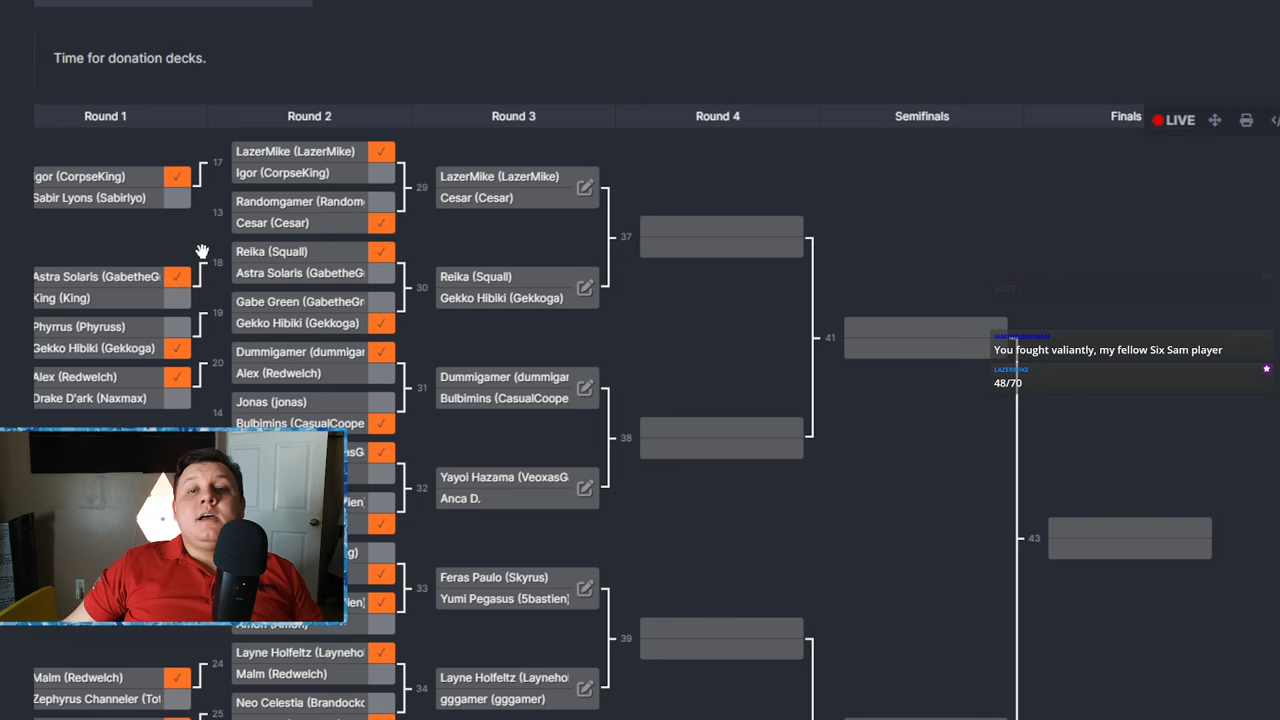 Time for donation decks.
Round 1
Round 2
Round 3
Round 4
Semifinals
Finals
LIVE
Igor (CorpseKing)
Sabir Lyons (Sabirlyo)
Astra Solaris (GabetheG
King (King)
Phyrrus (Phyruss)
Gekko Hibiki (Gekkoga)
Alex (Redwelch)
Drake D'ark (Naxmax)
Malm (Redwelch)
Zephyrus Channeler (Tot
17
13
18
19
20
14
24
25
LazerMike (LazerMike)
Igor (CorpseKing)
Randomgamer (Random
Cesar (Cesar)
Reika (Squall)
Astra Solaris (GabetheG
Gabe Green (GabetheGr
Gekko Hibiki (Gekkoga)
Dummigamer (dummigar
Alex (Redwelch)
Jonas (jonas)
Bulbimins (CasualCoope
Layne Holfeltz (Layneho
Malm (Redwelch)
Neo Celestia (Brandock
29
30
31
32
33
34
LazerMike (LazerMike)
Cesar (Cesar)
Reika (Squall)
Gekko Hibiki (Gekkoga)
Dummigamer (dummigar
Bulbimins (CasualCoope
Yayoi Hazama (VeoxasG
Anca D.
Feras Paulo (Skyrus)
Yumi Pegasus (5bastien)
Layne Holfeltz (Layneho
gggamer (gggamer)
37
38
39
41
43
You fought valiantly, my fellow Six Sam player
LAZERMIKE
48/70